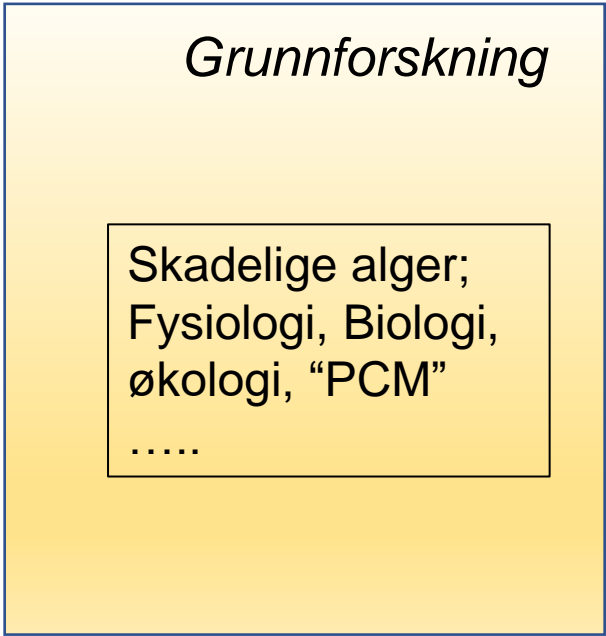 Grunnforskning
Skadelige alger;
Fysiologi, Biologi,
økologi, “PCM”
…..